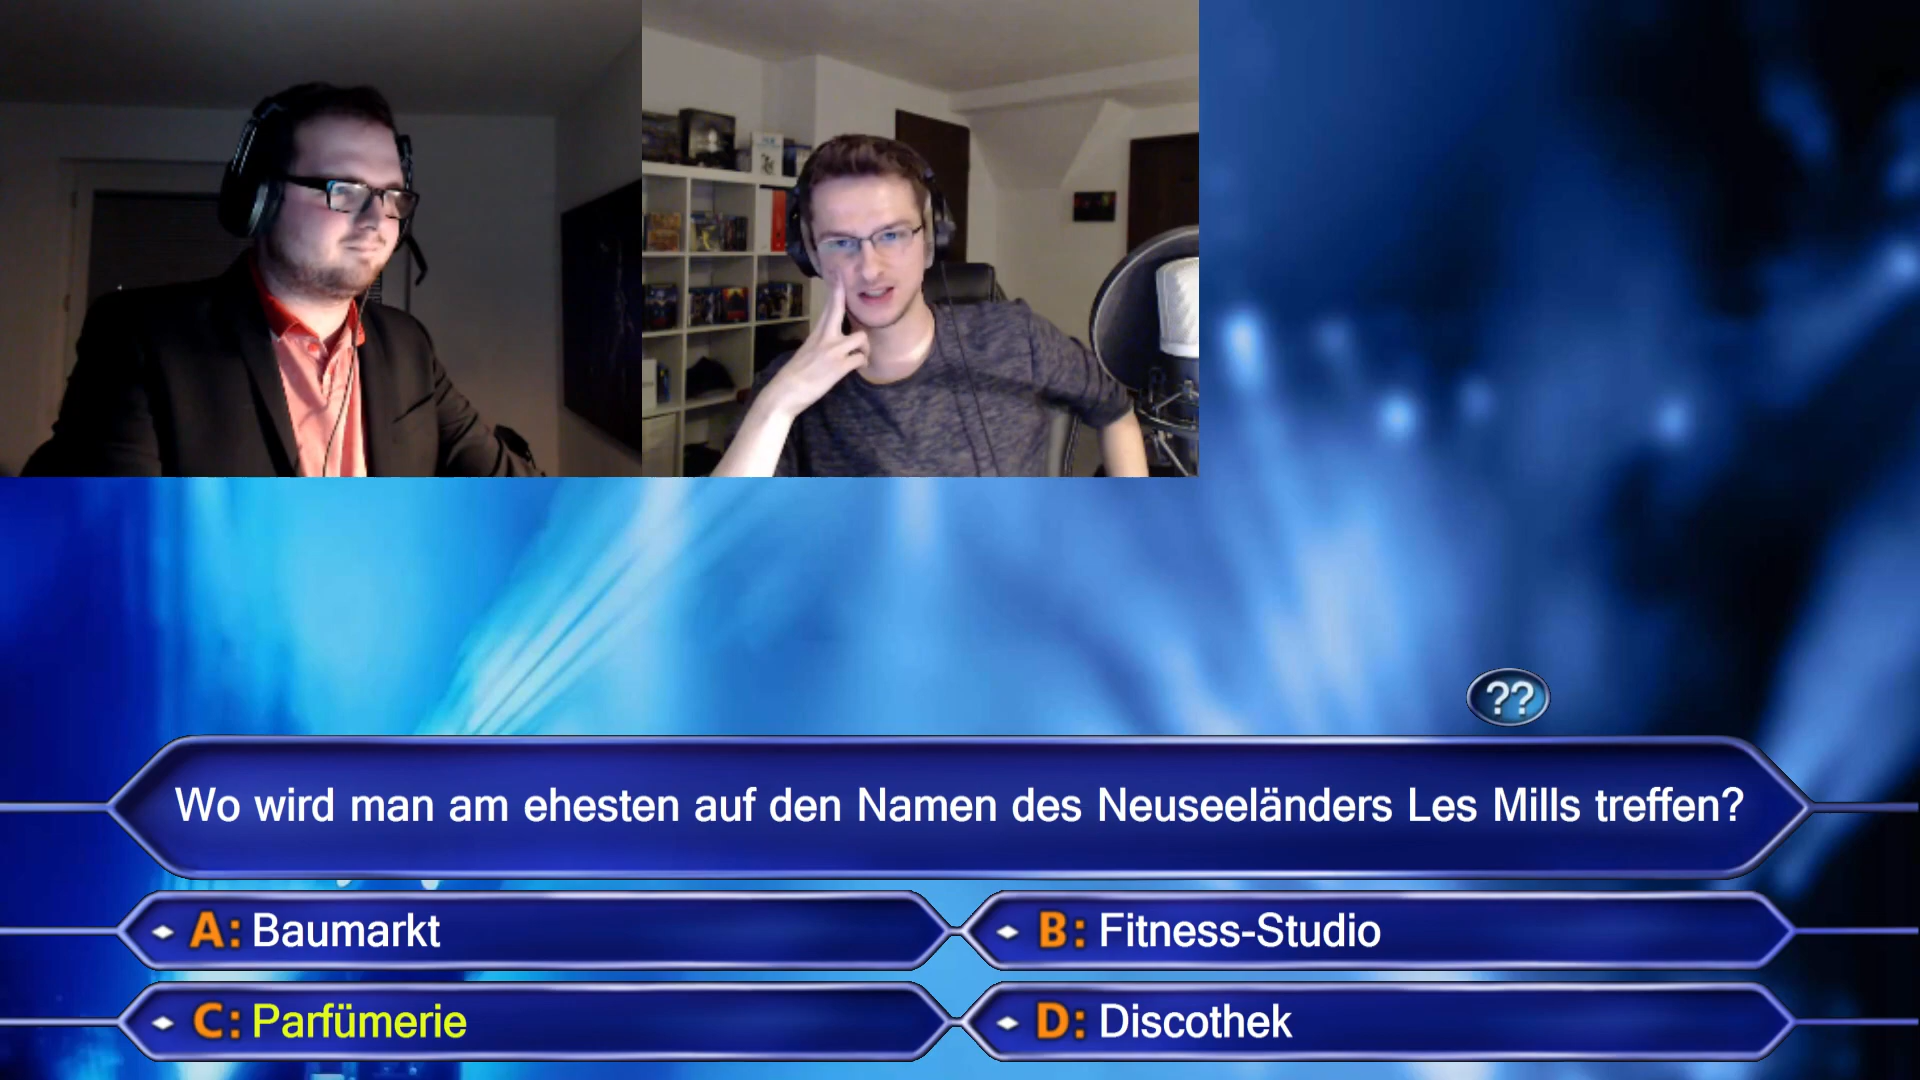 ??
Wo wird man am ehesten auf den Namen des Neuseeländers Les Mills treffen?
A: Baumarkt
B: Fitness-Studio
C: Parfümerie
D: Discothek